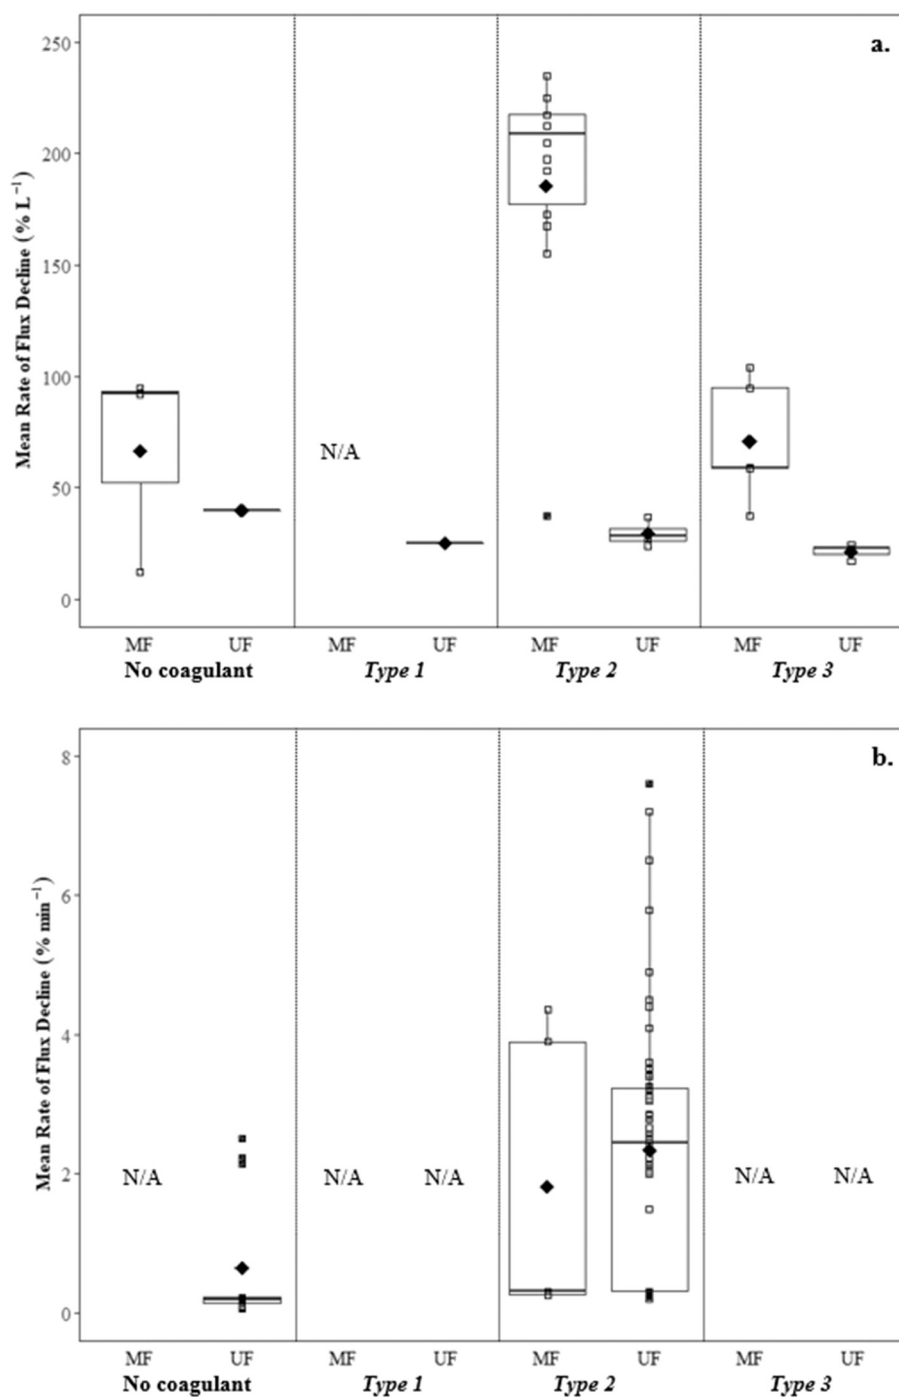 a.
Mean Rate of Flux Decline (% L⁻¹)
250
200
150
100
50
0
N/A
MF UF MF UF MF UF MF UF
No coagulant Type 1 Type 2 Type 3
b.
Mean Rate of Flux Decline (% min⁻¹)
8
6
4
2
0
N/A N/A N/A N/A N/A
MF UF MF UF MF UF MF UF
No coagulant Type 1 Type 2 Type 3